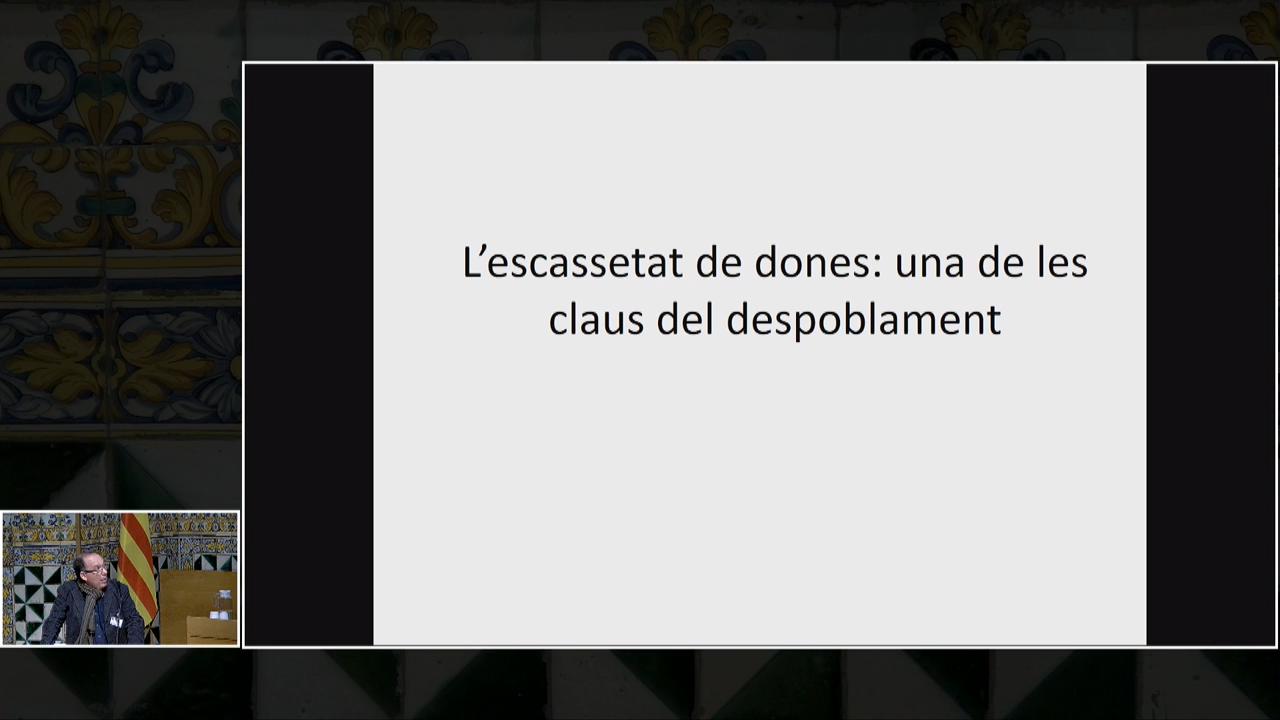 L’escassetat de dones: una de les
claus del despoblament